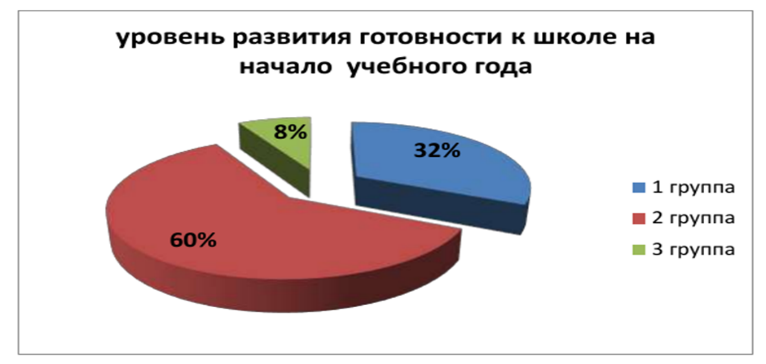 уровень развития готовности к школе на
начало учебного года
8%
32%
60%
1 группа
2 группа
3 группа